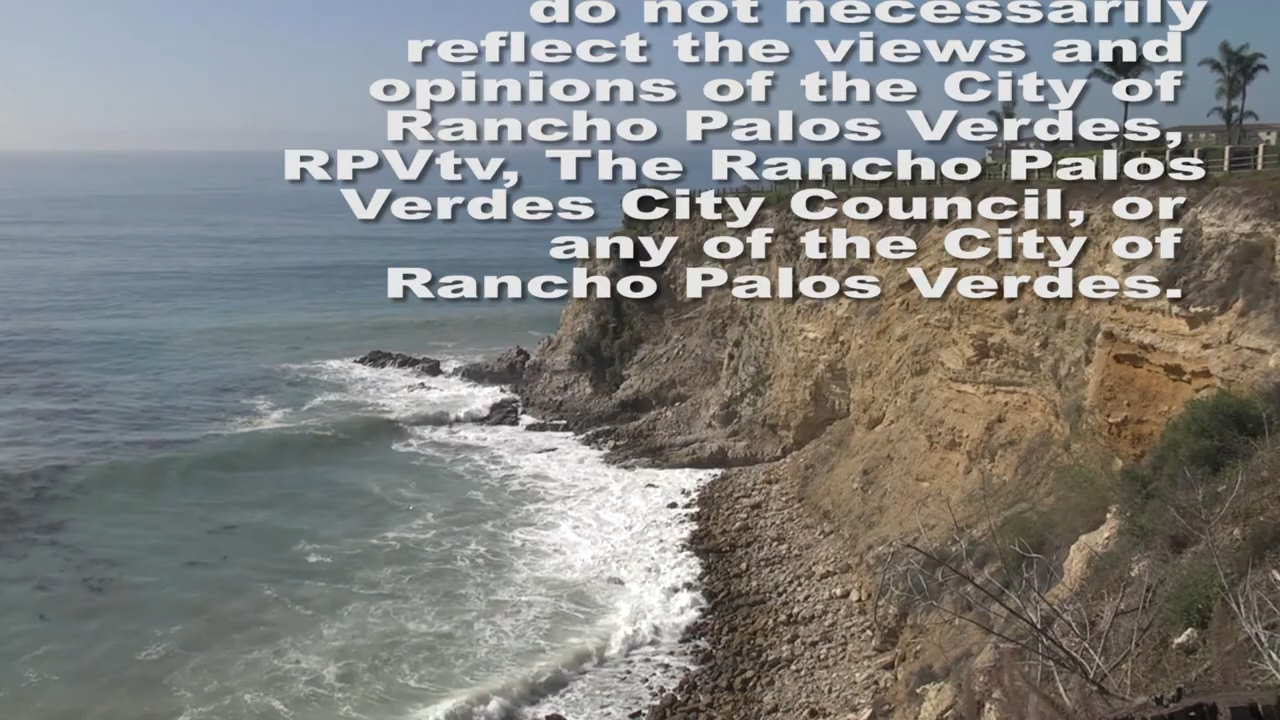 do not necessarily
reflect the views and
opinions of the City of
Rancho Palos Verdes,
RPVtv, The Rancho Palos
Verdes City Council, or
any of the City of
Rancho Palos Verdes.